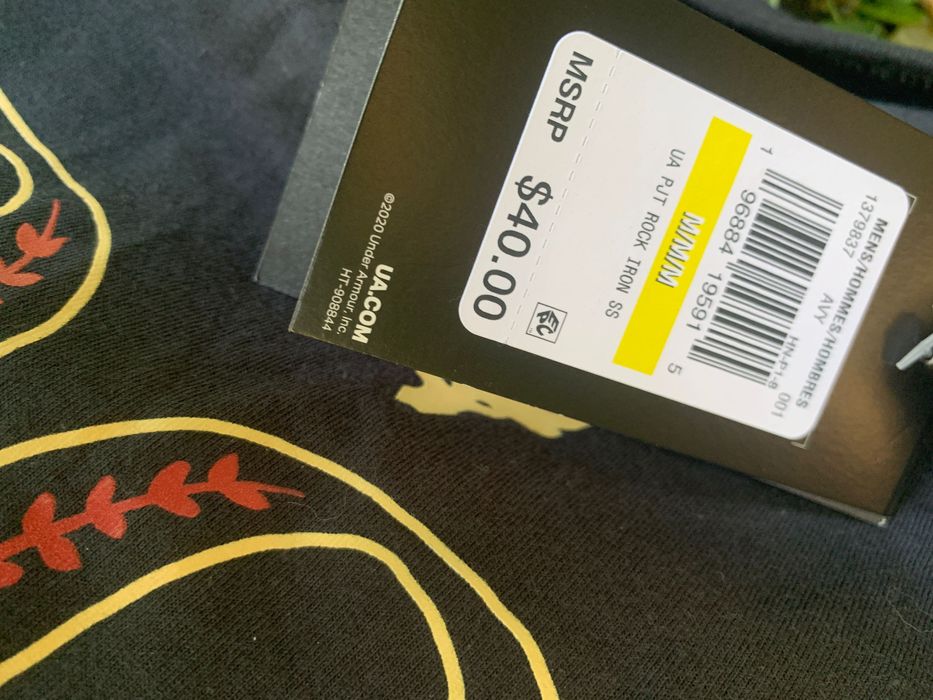 1379837
MENS/HOMMES/HOMBRES
AVY
HN-P1-8 001
1 96884 19591 5
M/M/M
UA PJT ROCK IRON SS
EPC
MSRP $40.00
UA.COM
©2020 Under Armour, Inc.
HT-908844